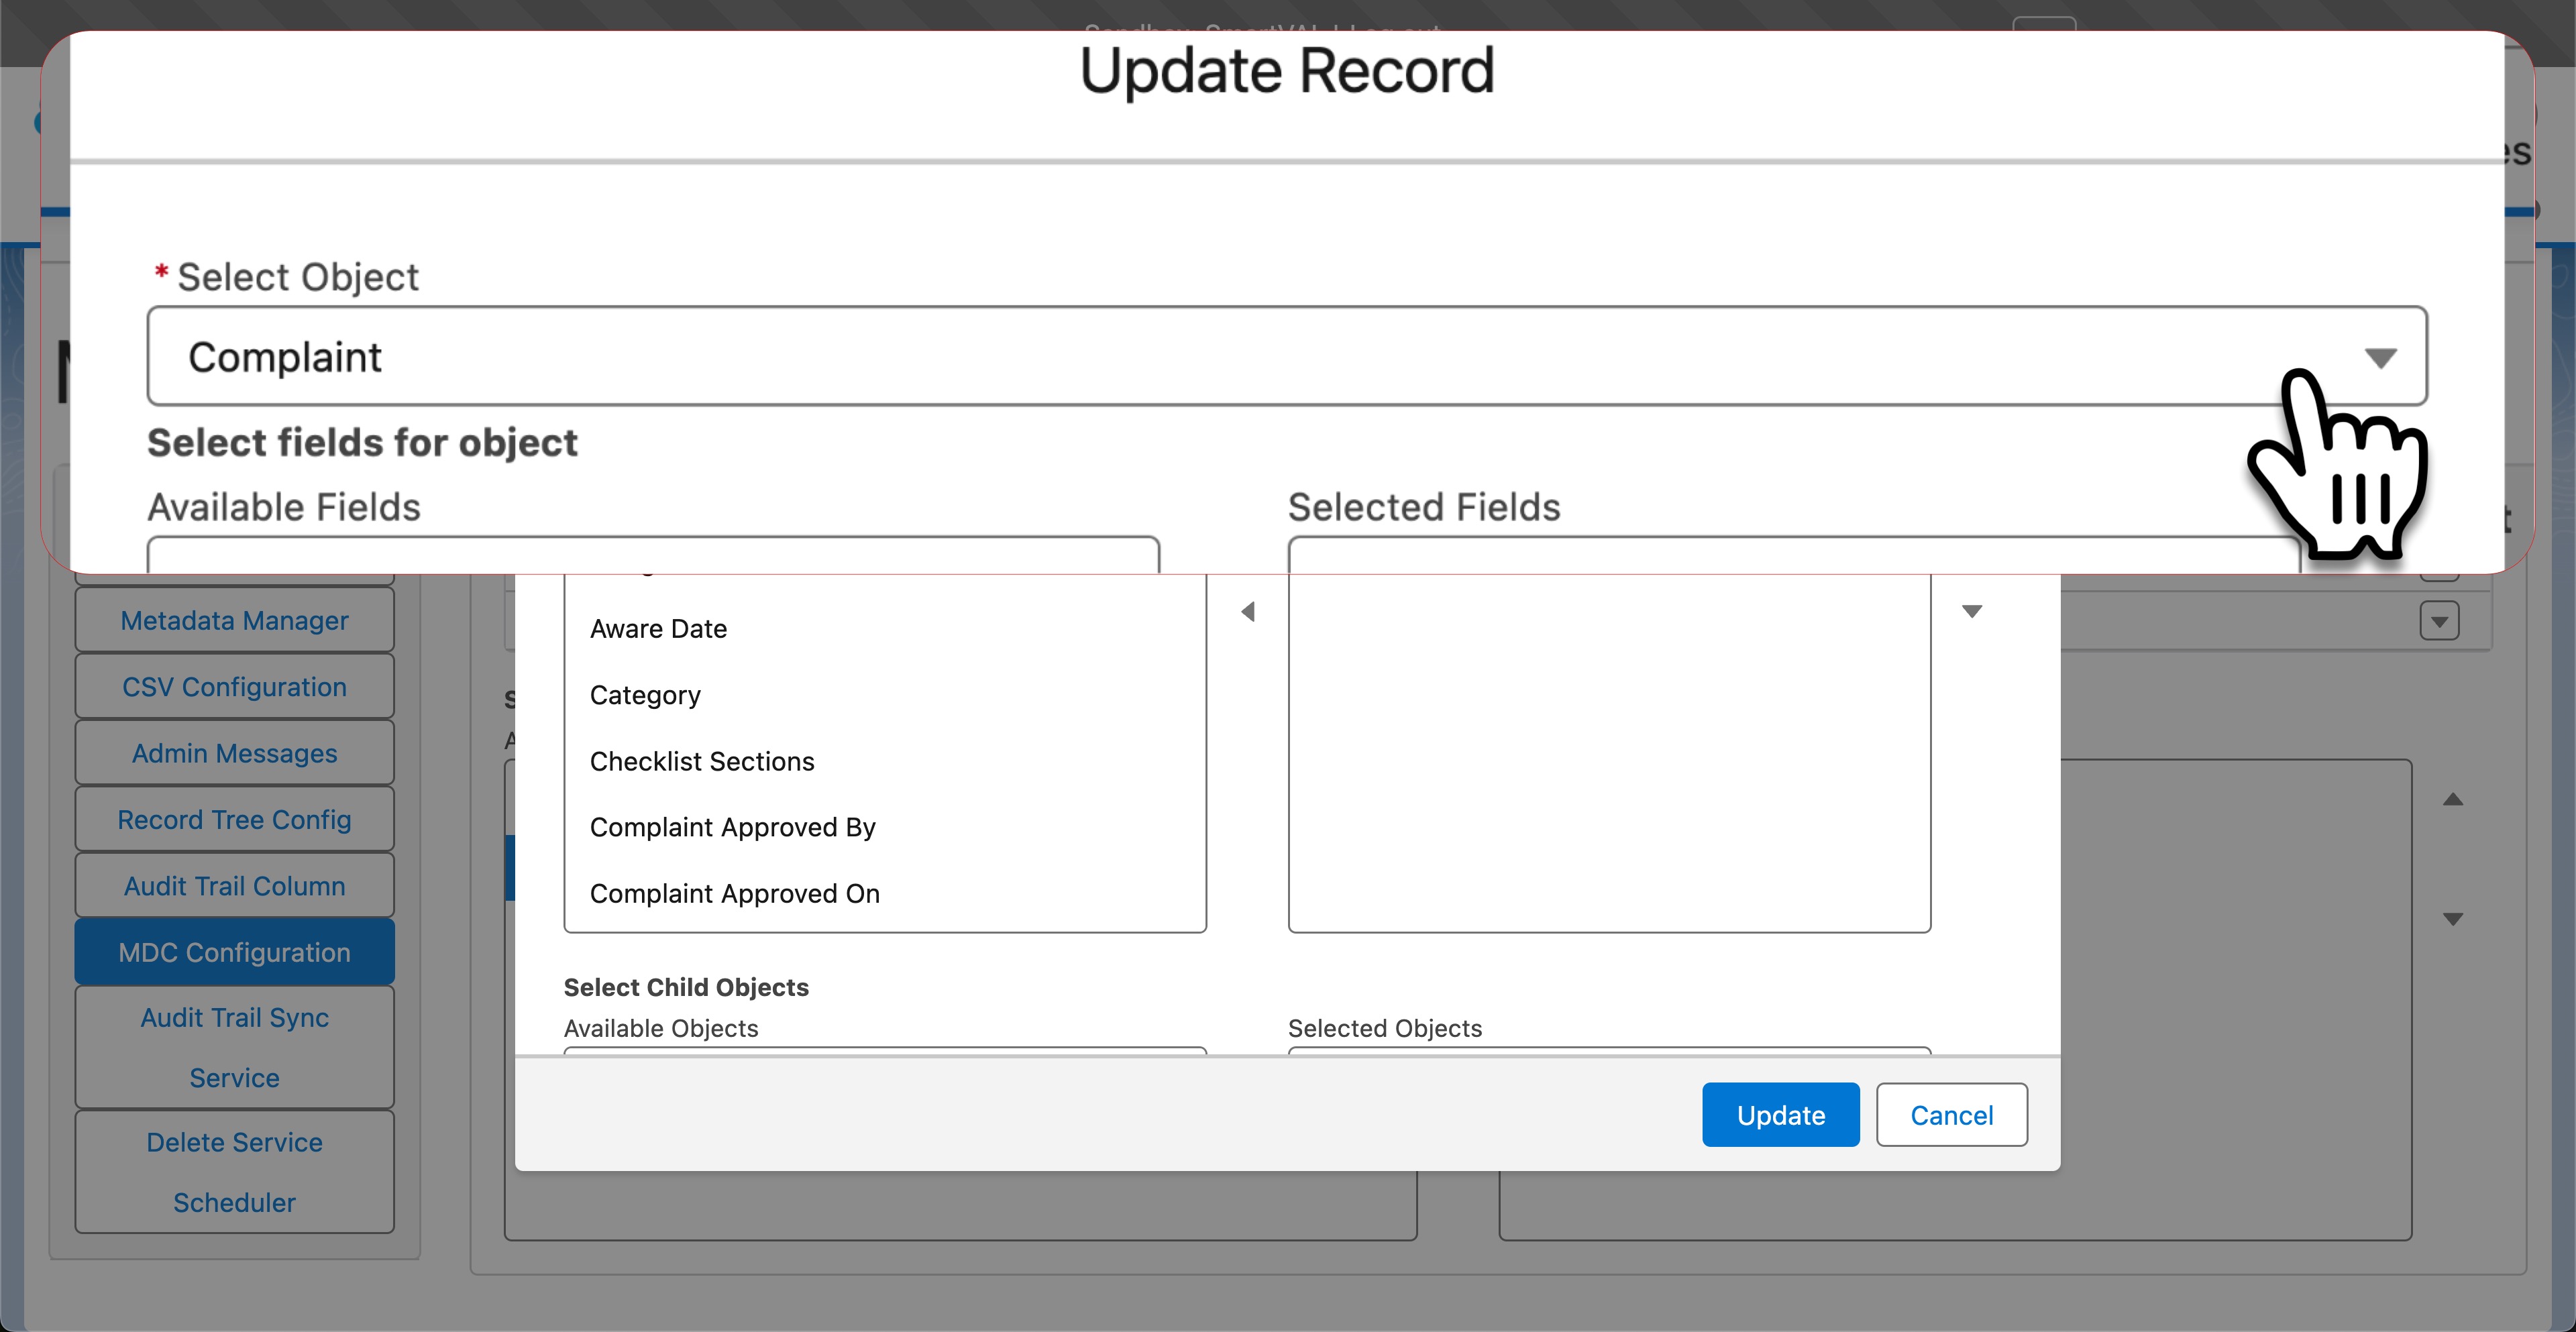 Update Record
* Select Object
Complaint
Select fields for object
Available Fields
Selected Fields
Aware Date
Category
Checklist Sections
Complaint Approved By
Complaint Approved On
Select Child Objects
Available Objects
Selected Objects
Update
Cancel
Metadata Manager
CSV Configuration
Admin Messages
Record Tree Config
Audit Trail Column
MDC Configuration
Audit Trail Sync
Service
Delete Service
Scheduler